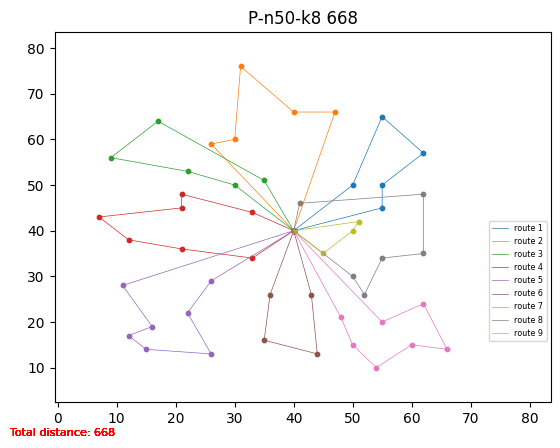 P-n50-k8 668
80
70
60
50
40
30
20
10
0 10 20 30 40 50 60 70 80
route 1
route 2
route 3
route 4
route 5
route 6
route 7
route 8
route 9
Total distance: